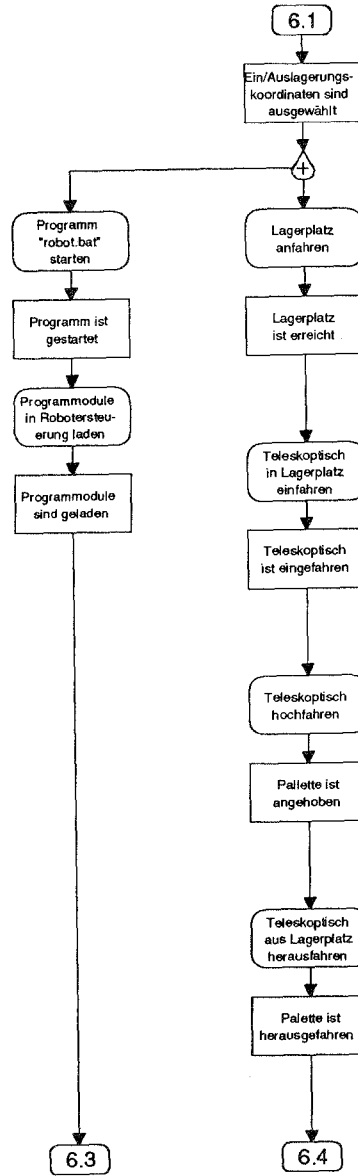 6.1
Ein/Auslagerungs-
koordinaten sind
ausgewählt
+
Programm
"robot.bat"
starten
Programm ist
gestartet
Programmodule
in Robotersteu-
erung laden
Programmodule
sind geladen
6.3
Lagerplatz
anfahren
Lagerplatz
ist erreicht
Teleskoptisch
in Lagerplatz
einfahren
Teleskoptisch
ist eingefahren
Teleskoptisch
hochfahren
Pallette ist
angehoben
Teleskoptisch
aus Lagerplatz
herausfahren
Palette ist
herausgefahren
6.4